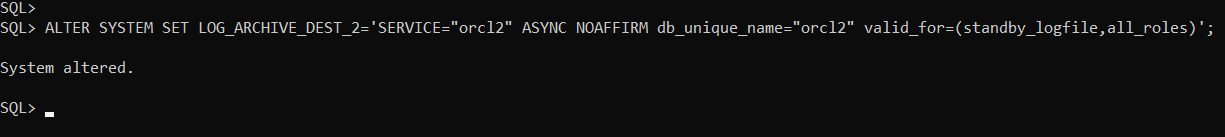 SQL>
SQL> ALTER SYSTEM SET LOG_ARCHIVE_DEST_2='SERVICE="orcl2" ASYNC NOAFFIRM db_unique_name="orcl2" valid_for=(standby_logfile,all_roles)';
System altered.
SQL>